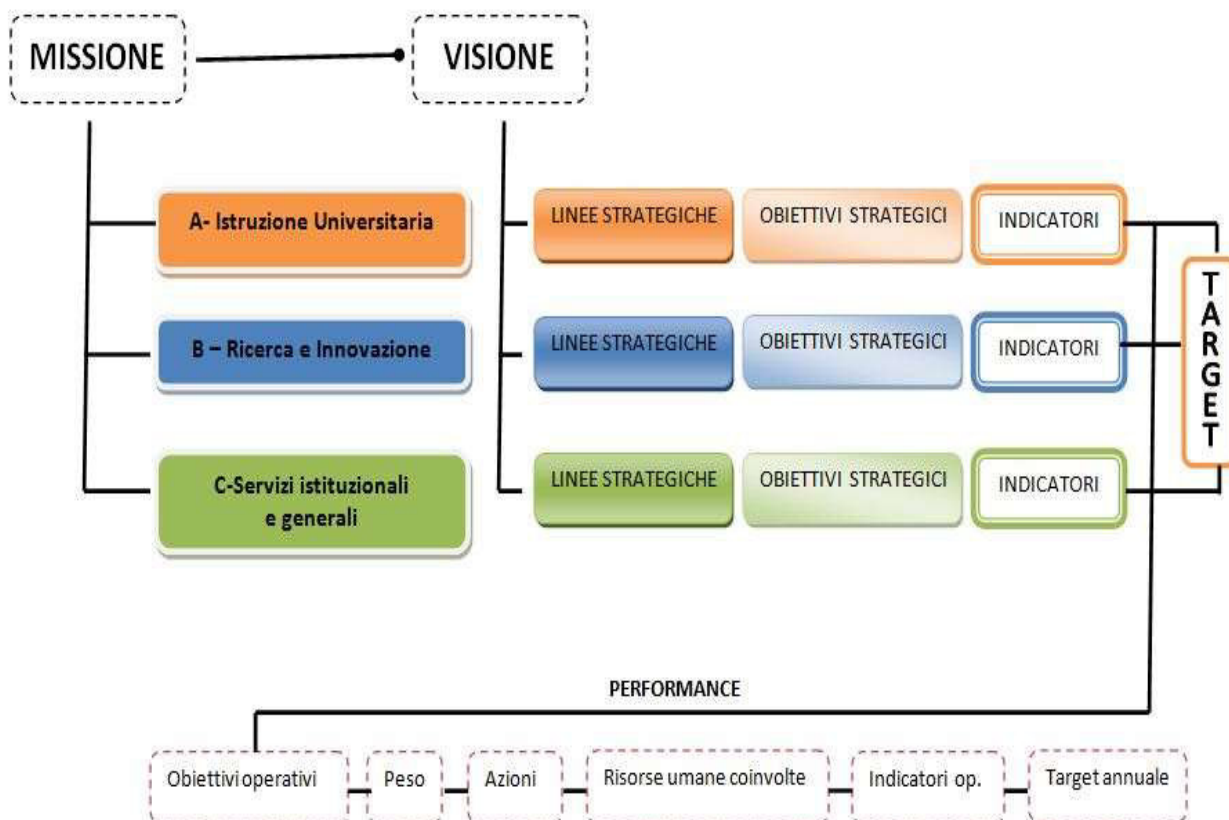 MISSIONE
VISIONE
A- Istruzione Universitaria
LINEE STRATEGICHE
OBIETTIVI STRATEGICI
INDICATORI
B – Ricerca e Innovazione
LINEE STRATEGICHE
OBIETTIVI STRATEGICI
INDICATORI
C-Servizi istituzionali
e generali
LINEE STRATEGICHE
OBIETTIVI STRATEGICI
INDICATORI
TARGET
PERFORMANCE
Obiettivi operativi
Peso
Azioni
Risorse umane coinvolte
Indicatori op.
Target annuale